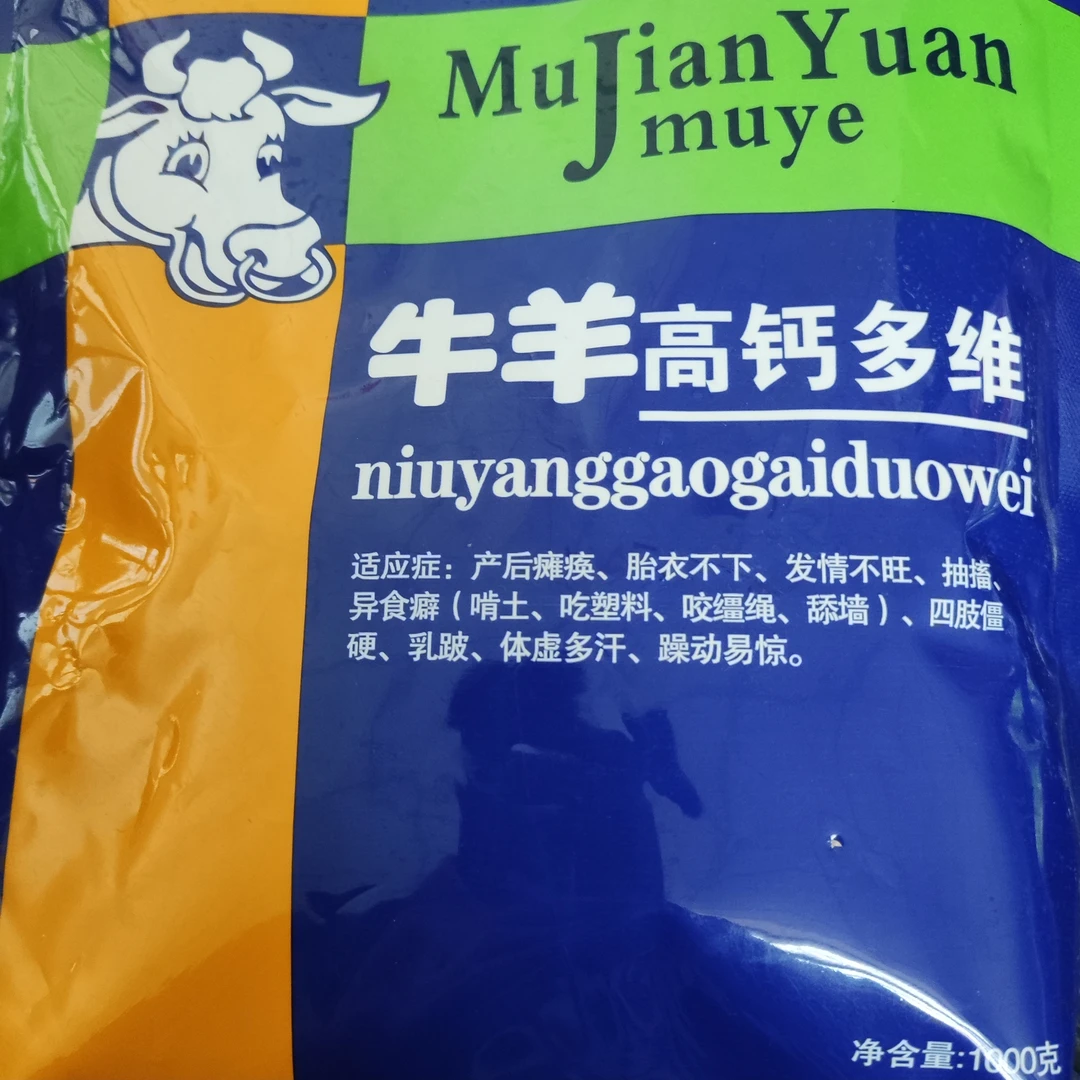 MuJianYuan
muye
牛羊高钙多维
niuyanggaogaiduowei
适应症：产后瘫痪、胎衣不下、发情不旺、抽搐、
异食癖（啃土、吃塑料、咬缰绳、舔墙）、四肢僵
硬、乳跛、体虚多汗、躁动易惊。
净含量:1000克